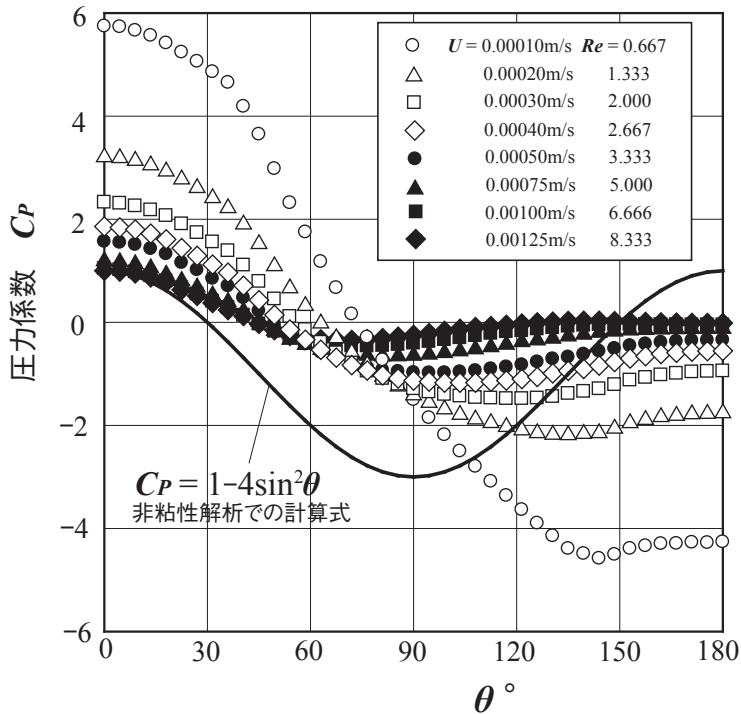 6
4
2
0
−2
−4
−6
圧力係数 CP
U = 0.00010m/s Re = 0.667
0.00020m/s 1.333
0.00030m/s 2.000
0.00040m/s 2.667
0.00050m/s 3.333
0.00075m/s 5.000
0.00100m/s 6.666
0.00125m/s 8.333
CP = 1−4sin²θ
非粘性解析での計算式
0 30 60 90 120 150 180
θ °